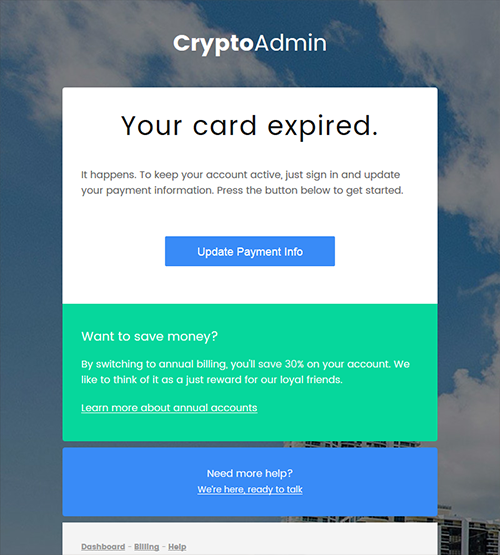 CryptoAdmin
Your card expired.
It happens. To keep your account active, just sign in and update
your payment information. Press the button below to get started.
Update Payment Info
Want to save money?
By switching to annual billing, you'll save 30% on your account. We
like to think of it as a just reward for our loyal friends.
Learn more about annual accounts
Need more help?
We're here, ready to talk
Dashboard - Billing - Help